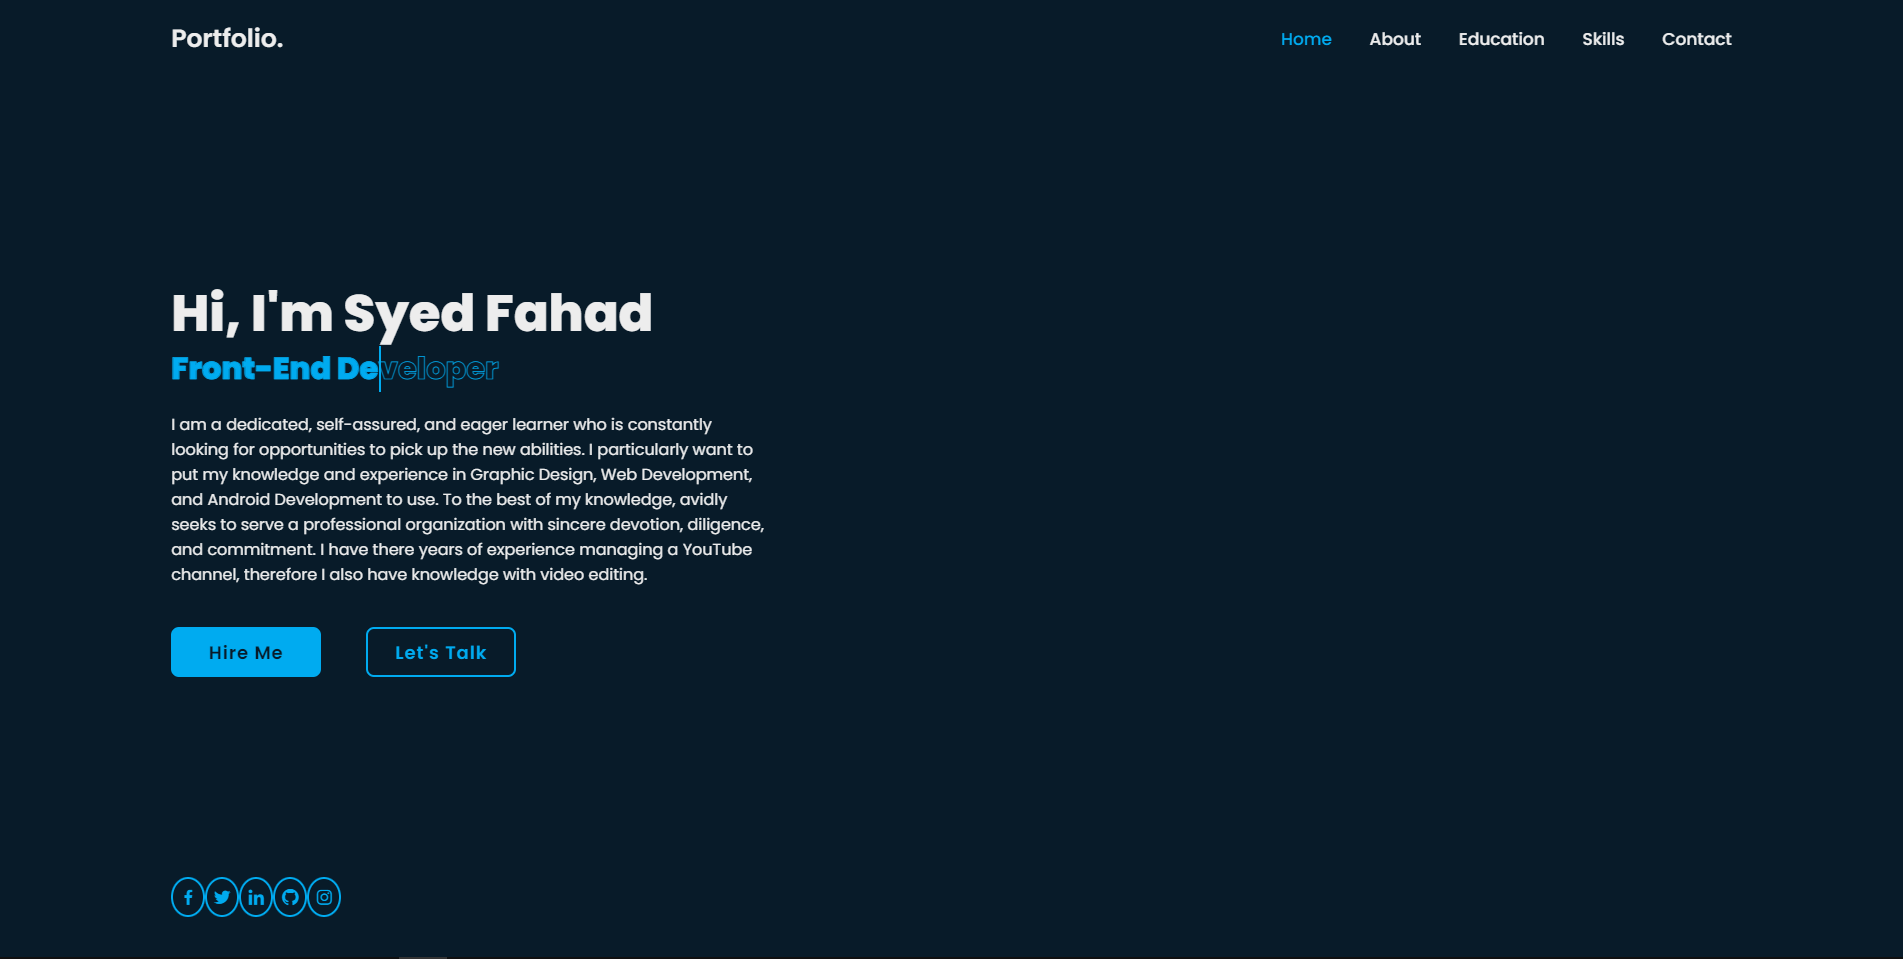 Portfolio.
Home About Education Skills Contact
Hi, I'm Syed Fahad
Front-End Developer
I am a dedicated, self-assured, and eager learner who is constantly
looking for opportunities to pick up the new abilities. I particularly want to
put my knowledge and experience in Graphic Design, Web Development,
and Android Development to use. To the best of my knowledge, avidly
seeks to serve a professional organization with sincere devotion, diligence,
and commitment. I have there years of experience managing a YouTube
channel, therefore I also have knowledge with video editing.
Hire Me
Let's Talk